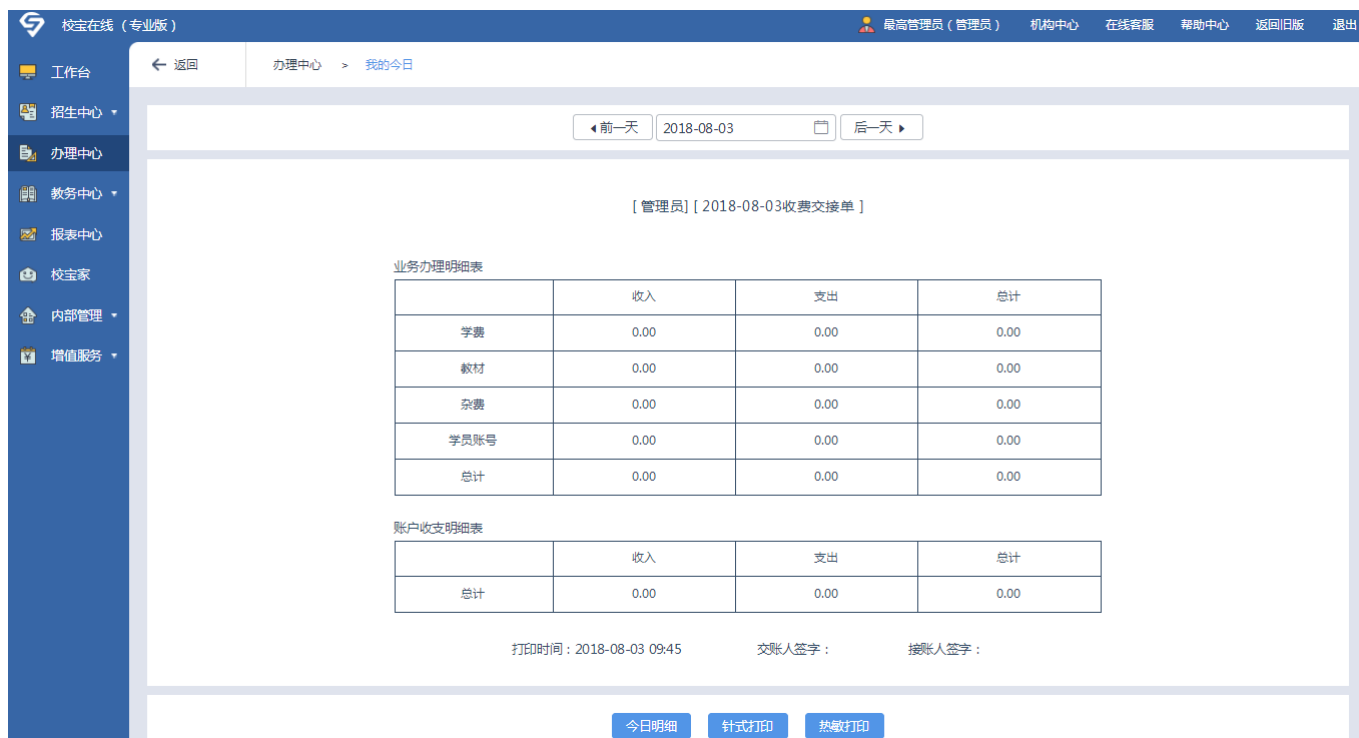 校宝在线（专业版） 最高管理员（管理员） 机构中心 在线客服 帮助中心 返回旧版 退出
工作台
招生中心
办理中心
教务中心
报表中心
校宝家
内部管理
增值服务
返回 办理中心 > 我的今日
前一天 2018-08-03 后一天
[ 管理员] [ 2018-08-03收费交接单 ]
业务办理明细表
收入 支出 总计
学费 0.00 0.00 0.00
教材 0.00 0.00 0.00
杂费 0.00 0.00 0.00
学员账号 0.00 0.00 0.00
总计 0.00 0.00 0.00
账户收支明细表
收入 支出 总计
总计 0.00 0.00 0.00
打印时间：2018-08-03 09:45 交账人签字： 接账人签字：
今日明细 针式打印 热敏打印